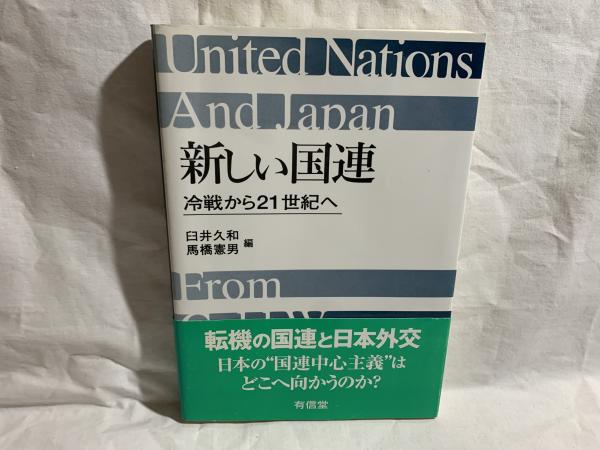 United Nations
And Japan
新しい国連
冷戦から21世紀へ
臼井久和
馬橋憲男
編
From
転機の国連と日本外交
日本の“国連中心主義”は
どこへ向かうのか?
有信堂